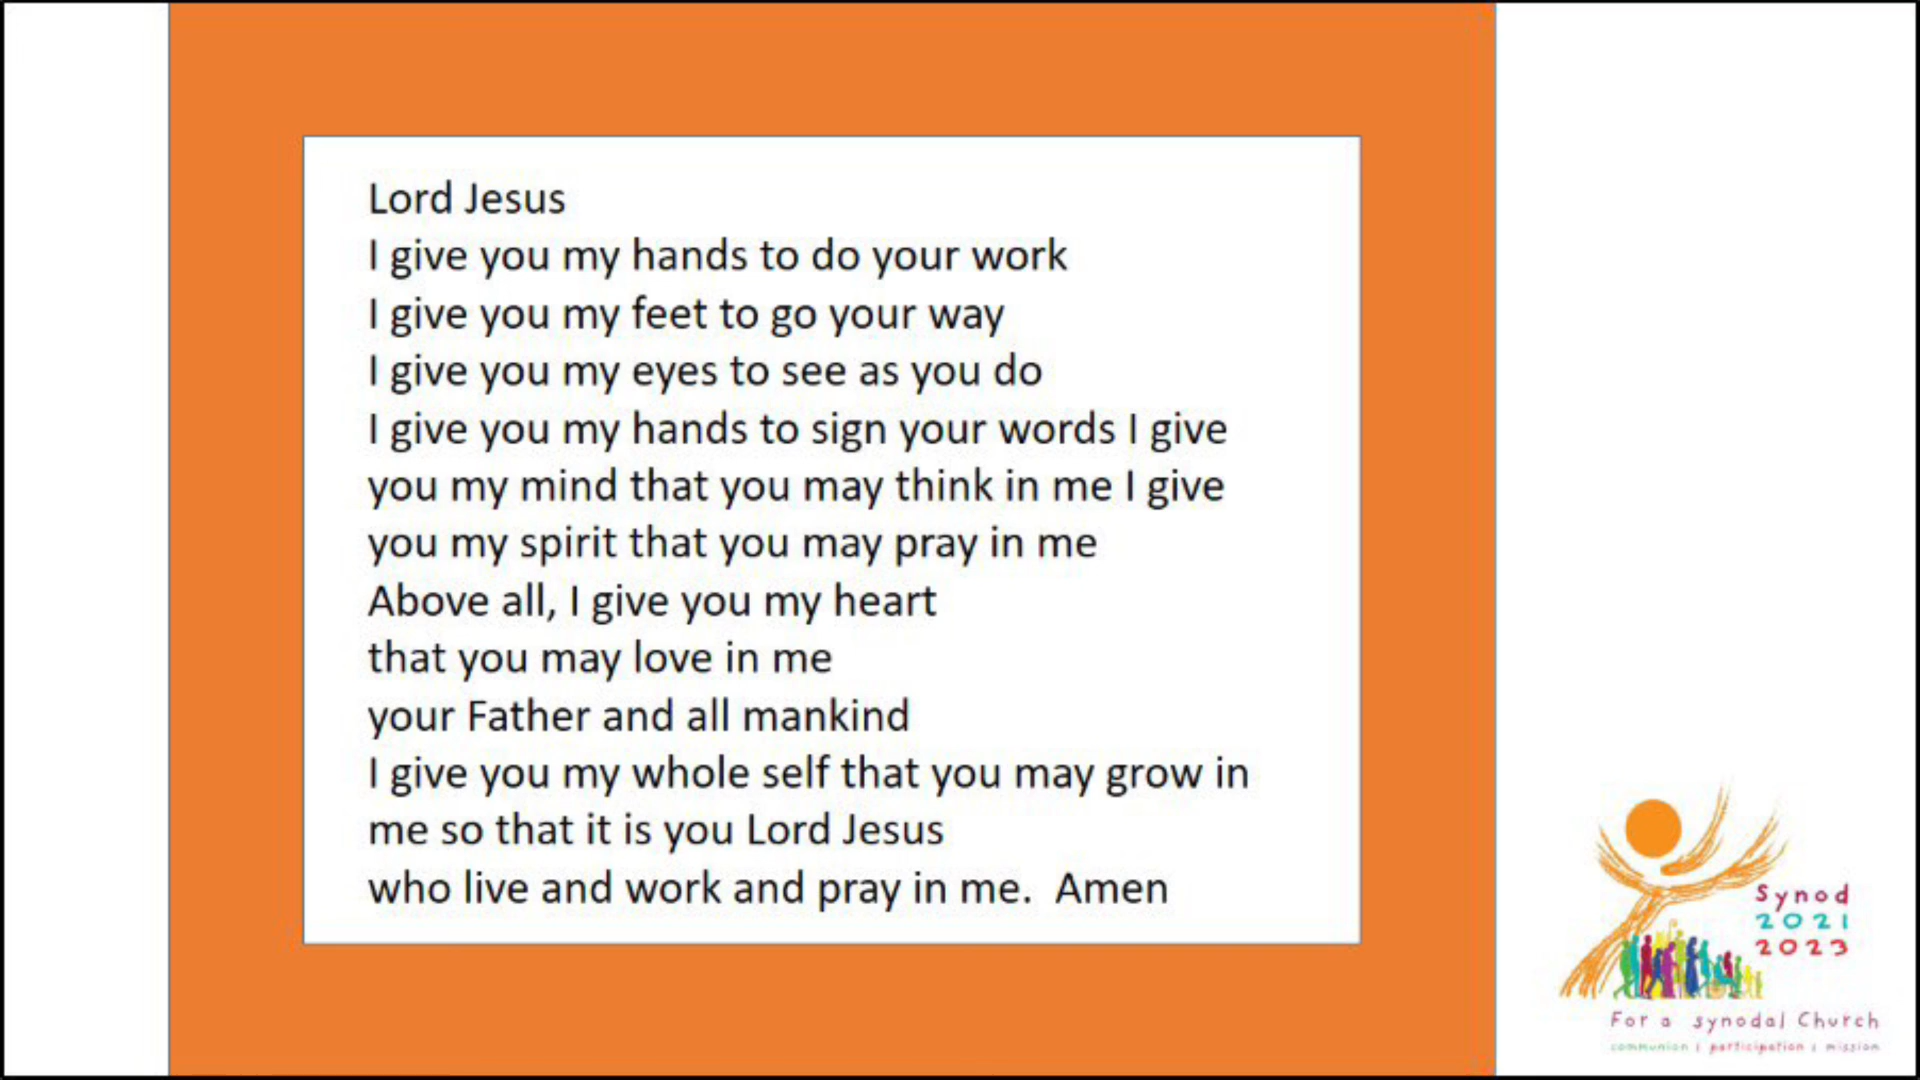 Lord Jesus
I give you my hands to do your work
I give you my feet to go your way
I give you my eyes to see as you do
I give you my hands to sign your words I give
you my mind that you may think in me I give
you my spirit that you may pray in me
Above all, I give you my heart
that you may love in me
your Father and all mankind
I give you my whole self that you may grow in
me so that it is you Lord Jesus
who live and work and pray in me.  Amen
Synod
2021
2023
For a synodal Church
communion | participation | mission